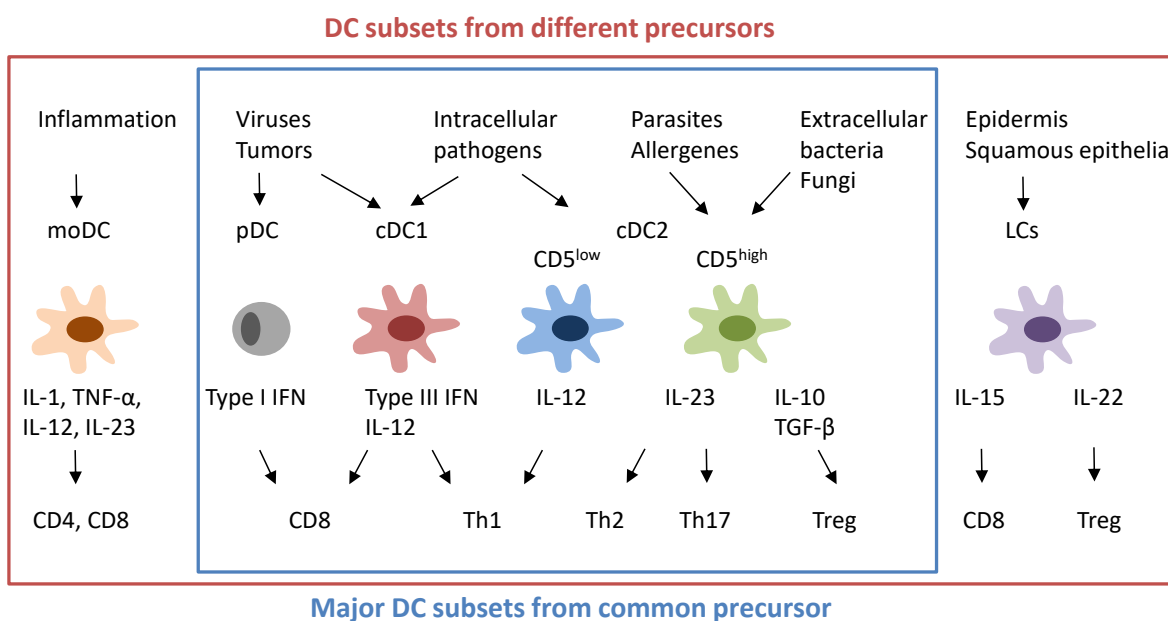 DC subsets from different precursors
Inflammation
Viruses
Tumors
Intracellular
pathogens
Parasites
Allergenes
Extracellular
bacteria
Fungi
Epidermis
Squamous epithelia
moDC
pDC
cDC1
cDC2
LCs
CD5low
CD5high
IL-1, TNF-α,
IL-12, IL-23
Type I IFN
Type III IFN
IL-12
IL-12
IL-23
IL-10
TGF-β
IL-15
IL-22
CD4, CD8
CD8
Th1
Th2
Th17
Treg
CD8
Treg
Major DC subsets from common precursor